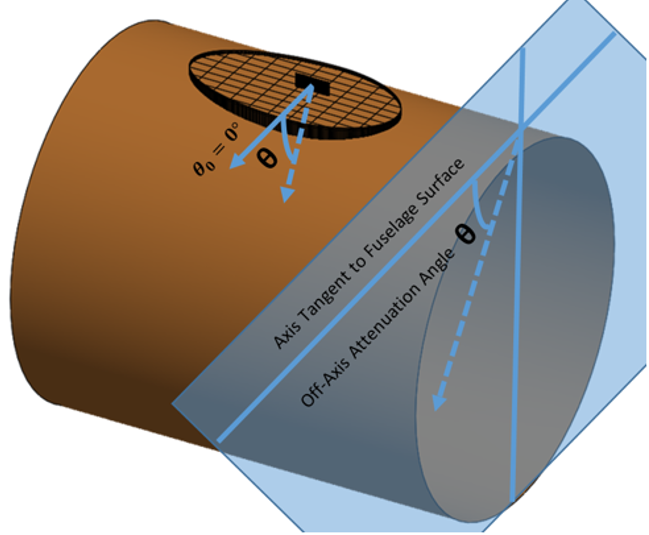 θ₀ = 0°
θ
Axis Tangent to Fuselage Surface
Off-Axis Attenuation Angle
θ